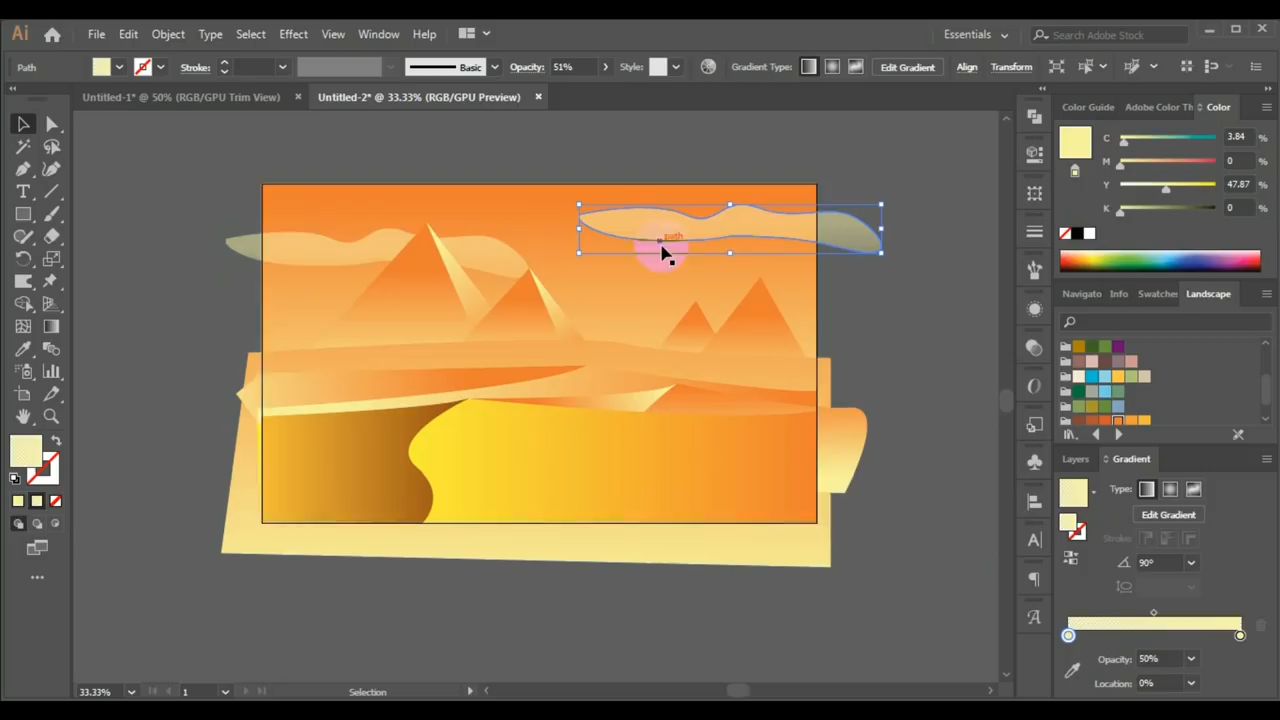 Ai File Edit Object Type Select Effect View Window Help Essentials Search Adobe Stock
Path Stroke: Basic Opacity: 51% Style: Gradient Type: Edit Gradient Align Transform
Untitled-1* @ 50% (RGB/GPU Trim View) × Untitled-2* @ 33.33% (RGB/GPU Preview) ×
Color Guide Adobe Color Th Color
C 3.84 %
M 0 %
Y 47.87 %
K 0 %
path
Navigato Info Swatches Landscape
Layers Gradient
Type:
Edit Gradient
Stroke:
90°
Opacity: 50%
Location: 0%
33.33% 1 Selection